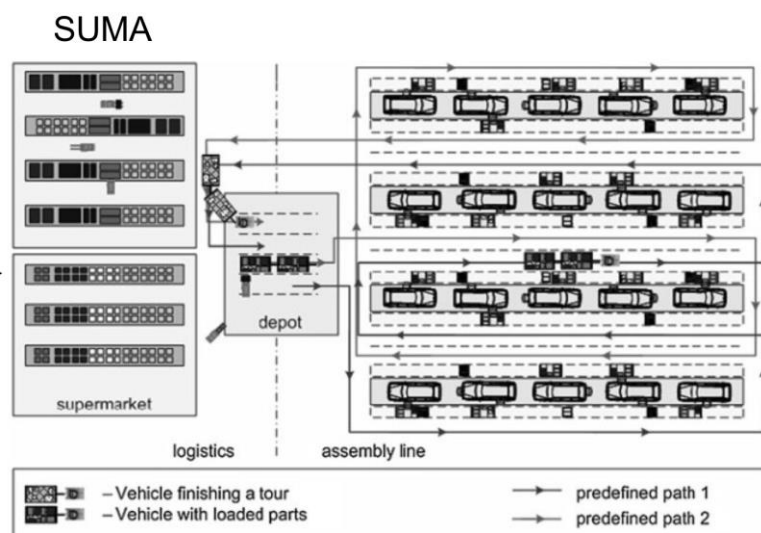 SUMA
depot
supermarket
logistics
assembly line
– Vehicle finishing a tour
– Vehicle with loaded parts
predefined path 1
predefined path 2